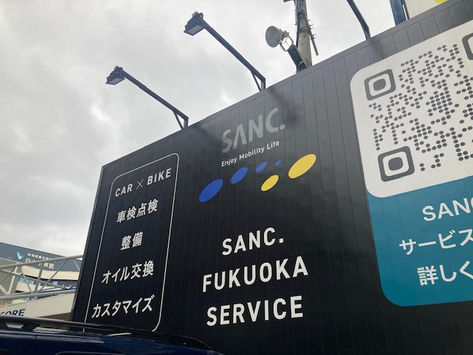 SANC.
Enjoy Mobility Life
CAR × BIKE
車検点検
整備
オイル交換
カスタマイズ
SANC.
FUKUOKA
SERVICE
SANC
サービス
詳しく